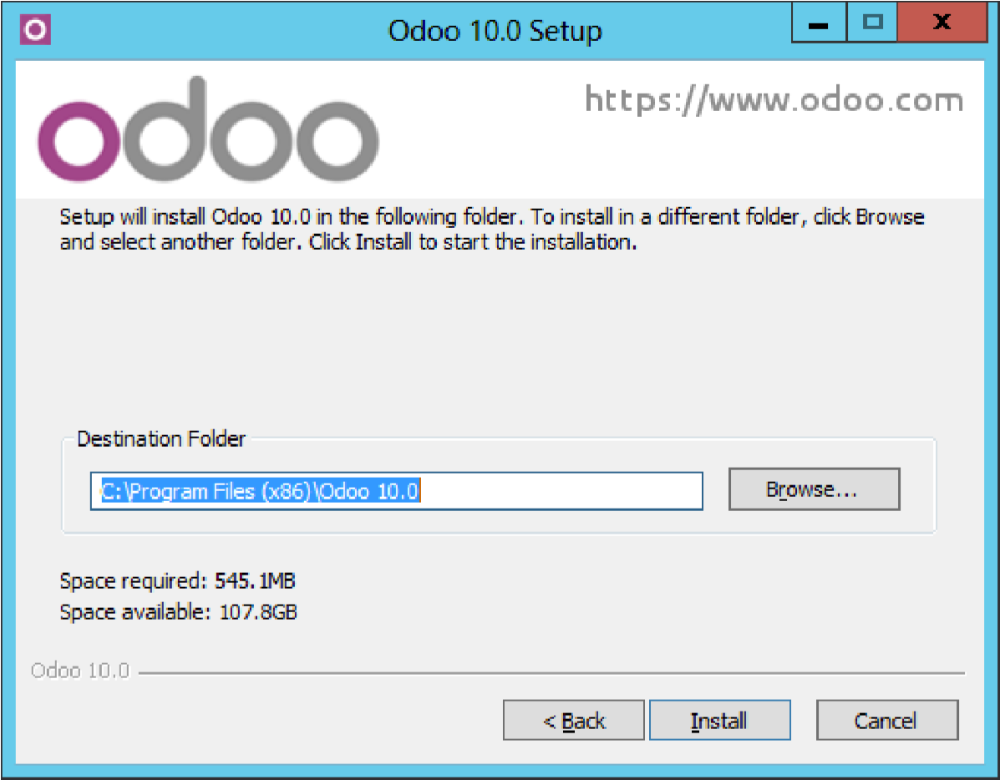 Odoo 10.0 Setup
odoo
https://www.odoo.com
Setup will install Odoo 10.0 in the following folder. To install in a different folder, click Browse
and select another folder. Click Install to start the installation.
Destination Folder
C:\Program Files (x86)\Odoo 10.0
Browse...
Space required: 545.1MB
Space available: 107.8GB
Odoo 10.0
< Back
Install
Cancel